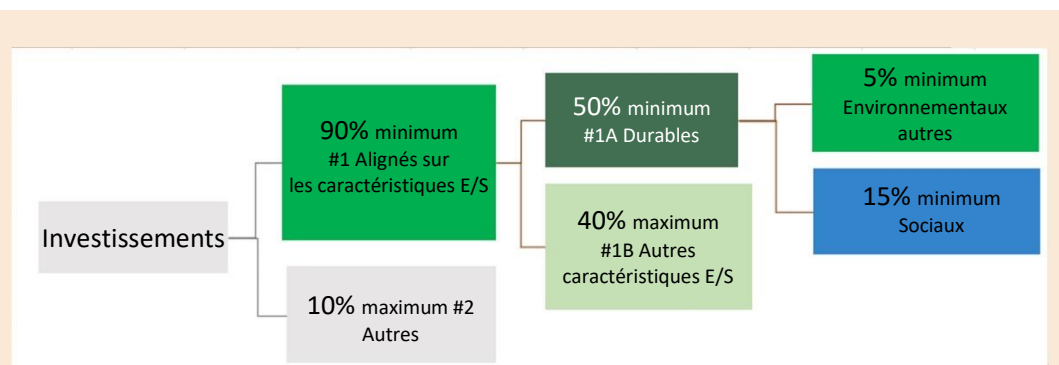 Investissements
90% minimum
#1 Alignés sur
les caractéristiques E/S
10% maximum #2
Autres
50% minimum
#1A Durables
40% maximum
#1B Autres
caractéristiques E/S
5% minimum
Environnementaux
autres
15% minimum
Sociaux